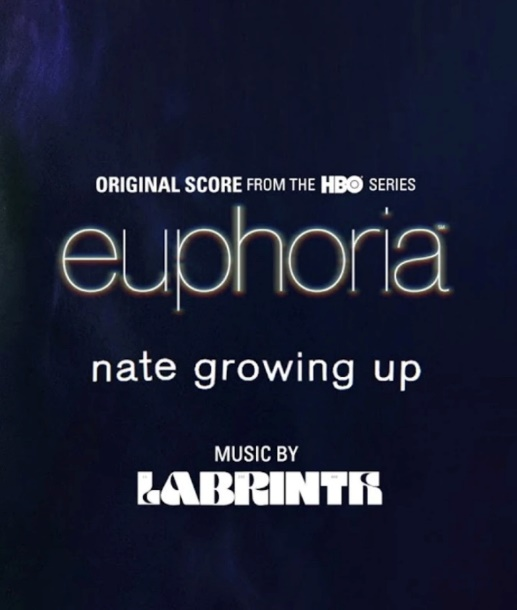 ORIGINAL SCORE FROM THE HBO SERIES
euphoria
nate growing up
MUSIC BY
LABRINTH